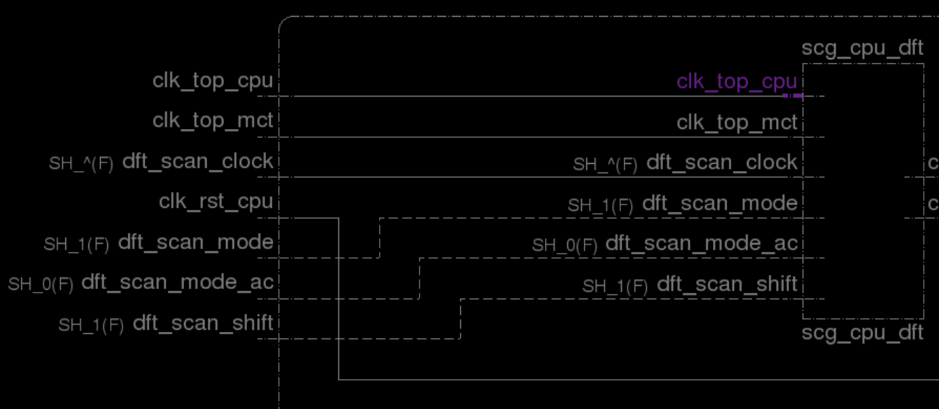 scg_cpu_dft
clk_top_cpu clk_top_cpu
clk_top_mct clk_top_mct
SH_^(F) dft_scan_clock SH_^(F) dft_scan_clock c
clk_rst_cpu SH_1(F) dft_scan_mode c
SH_1(F) dft_scan_mode SH_0(F) dft_scan_mode_ac
SH_0(F) dft_scan_mode_ac SH_1(F) dft_scan_shift
SH_1(F) dft_scan_shift scg_cpu_dft